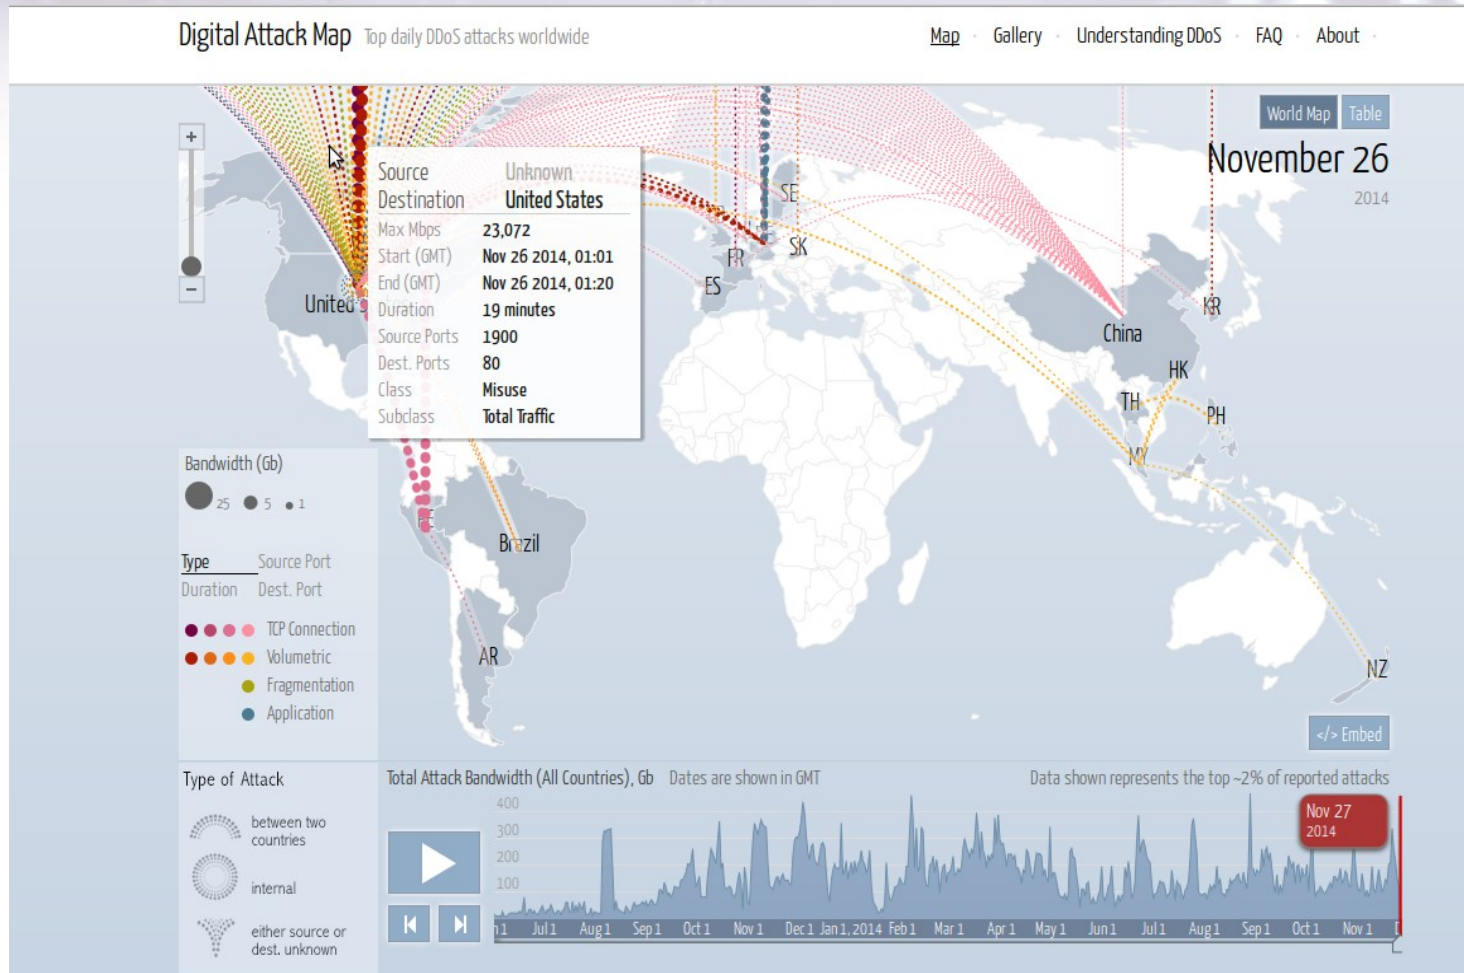 Digital Attack Map Top daily DDoS attacks worldwide
Map · Gallery · Understanding DDoS · FAQ · About ·
World Map Table
November 26
2014
+
−
Source Unknown
Destination United States
Max Mbps 23,072
Start (GMT) Nov 26 2014, 01:01
End (GMT) Nov 26 2014, 01:20
Duration 19 minutes
Source Ports 1900
Dest. Ports 80
Class Misuse
Subclass Total Traffic
United
SE
FR
SK
ES
KR
China
HK
TH
PH
MY
Brazil
AR
NZ
Bandwidth (Gb)
25 5 1
Type Source Port
Duration Dest. Port
TCP Connection
Volumetric
Fragmentation
Application
</> Embed
Type of Attack
between two
countries
internal
either source or
dest. unknown
Total Attack Bandwidth (All Countries), Gb Dates are shown in GMT Data shown represents the top ~2% of reported attacks
400
300
200
100
Nov 27
2014
Jul 1 Aug 1 Sep 1 Oct 1 Nov 1 Dec 1 Jan 1, 2014 Feb 1 Mar 1 Apr 1 May 1 Jun 1 Jul 1 Aug 1 Sep 1 Oct 1 Nov 1